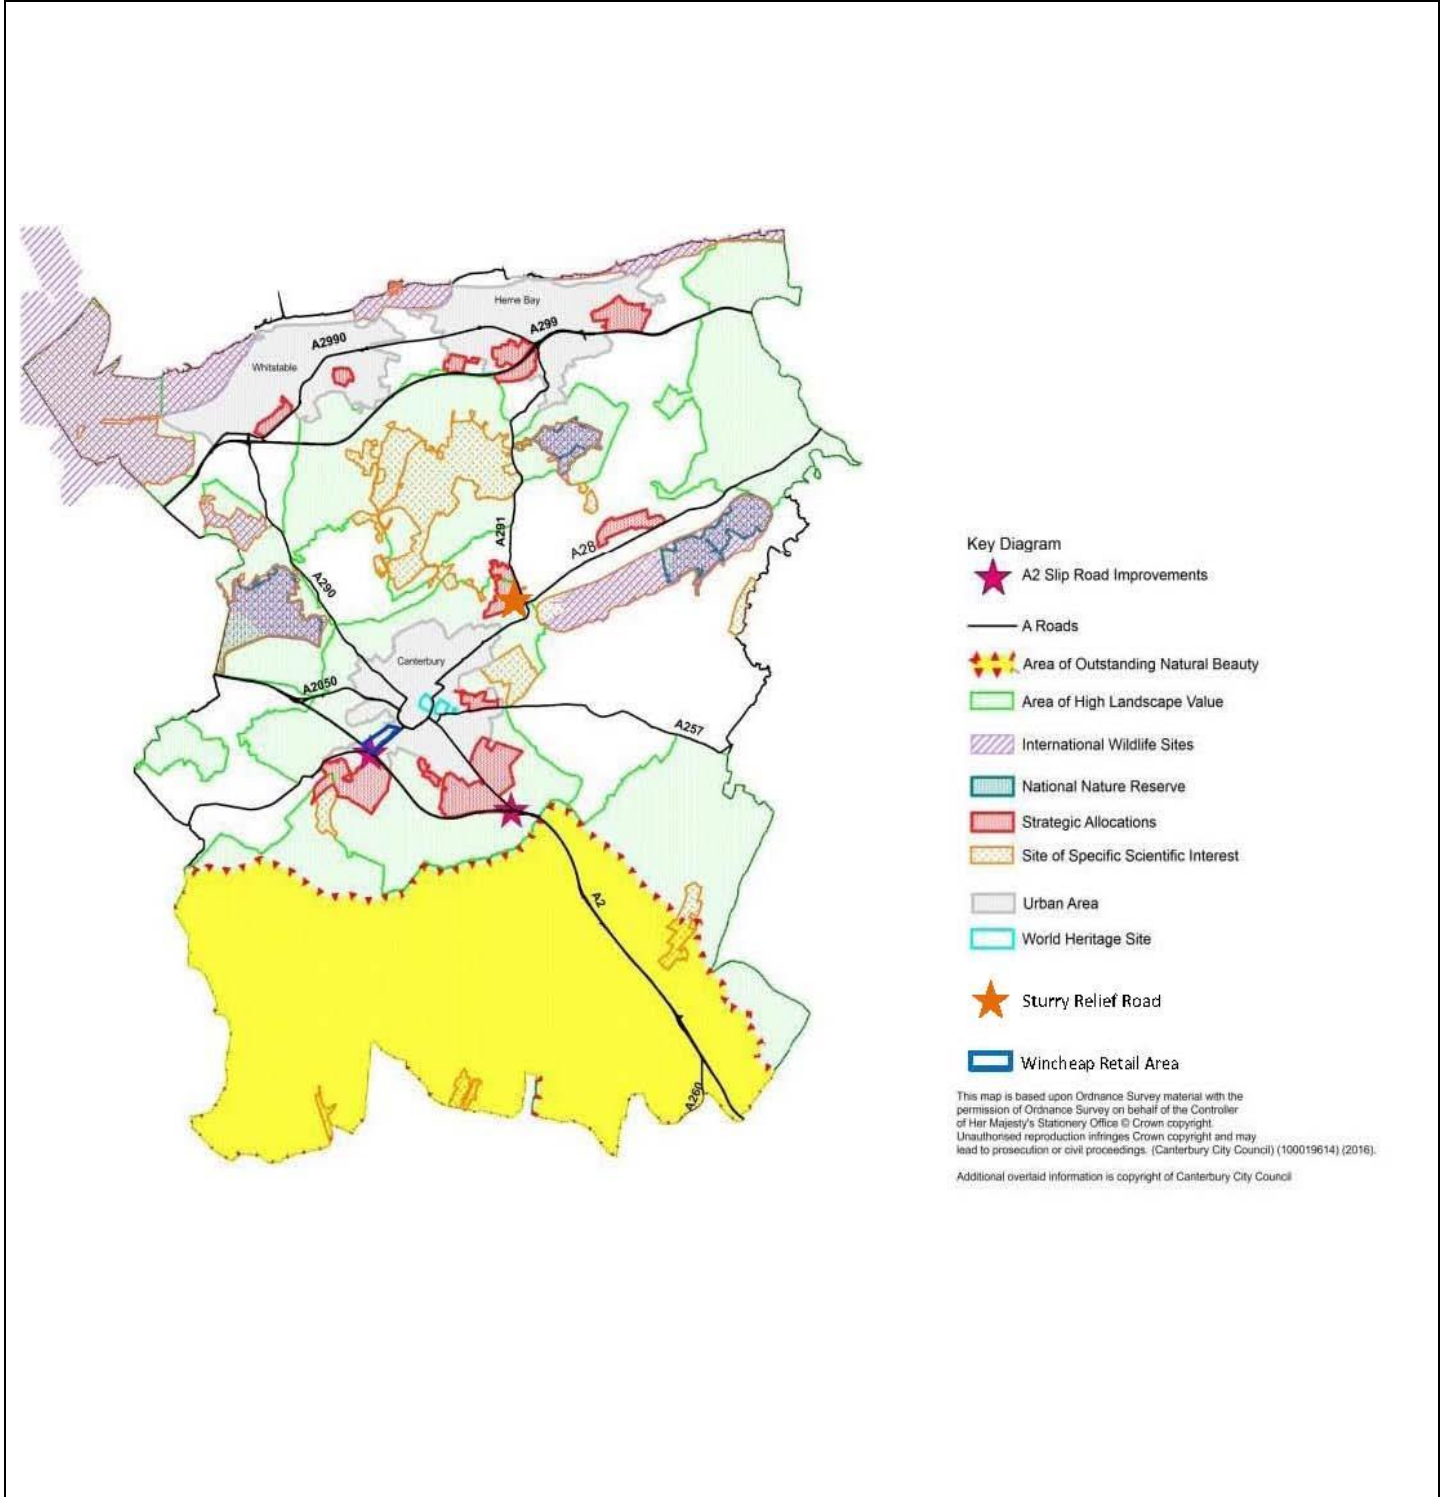 Herne Bay
A299
A2990
Whitstable
A291
A28
A290
Canterbury
A2050
A257
A2
A260
Key Diagram
A2 Slip Road Improvements
A Roads
Area of Outstanding Natural Beauty
Area of High Landscape Value
International Wildlife Sites
National Nature Reserve
Strategic Allocations
Site of Specific Scientific Interest
Urban Area
World Heritage Site
Sturry Relief Road
Wincheap Retail Area
This map is based upon Ordnance Survey material with the
permission of Ordnance Survey on behalf of the Controller
of Her Majesty's Stationery Office © Crown copyright.
Unauthorised reproduction infringes Crown copyright and may
lead to prosecution or civil proceedings. (Canterbury City Council) (100019614) (2016).
Additional overlaid information is copyright of Canterbury City Council